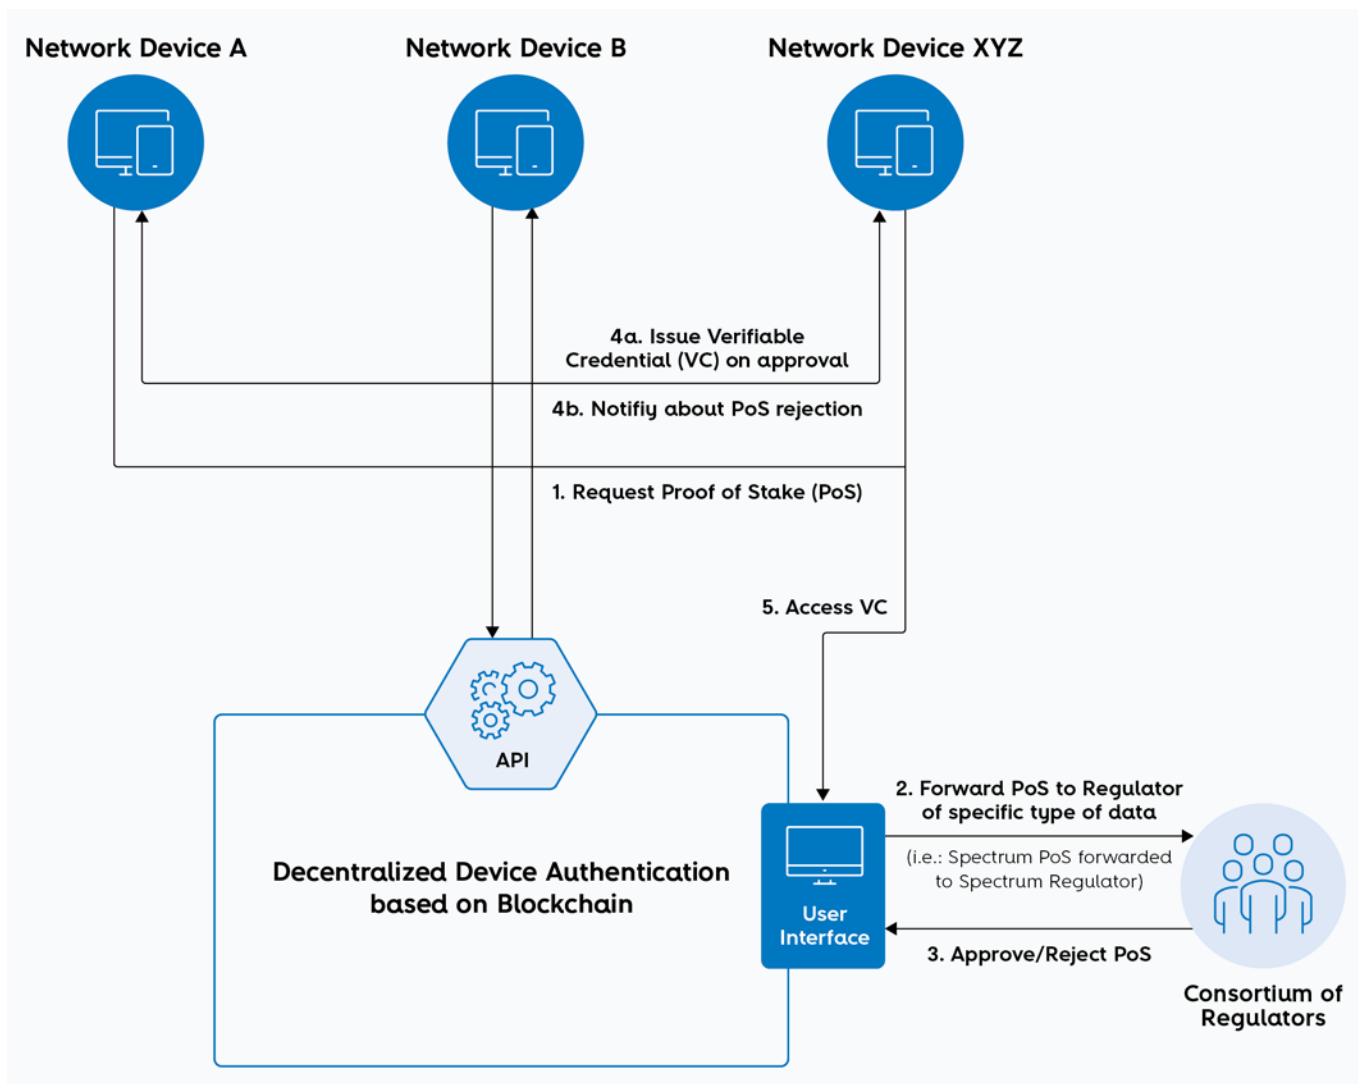 Network Device A
Network Device B
Network Device XYZ
4a. Issue Verifiable
Credential (VC) on approval
4b. Notifiy about PoS rejection
1. Request Proof of Stake (PoS)
5. Access VC
API
2. Forward PoS to Regulator
of specific type of data
(i.e.: Spectrum PoS forwarded
to Spectrum Regulator)
Decentralized Device Authentication
based on Blockchain
User
Interface
3. Approve/Reject PoS
Consortium of
Regulators